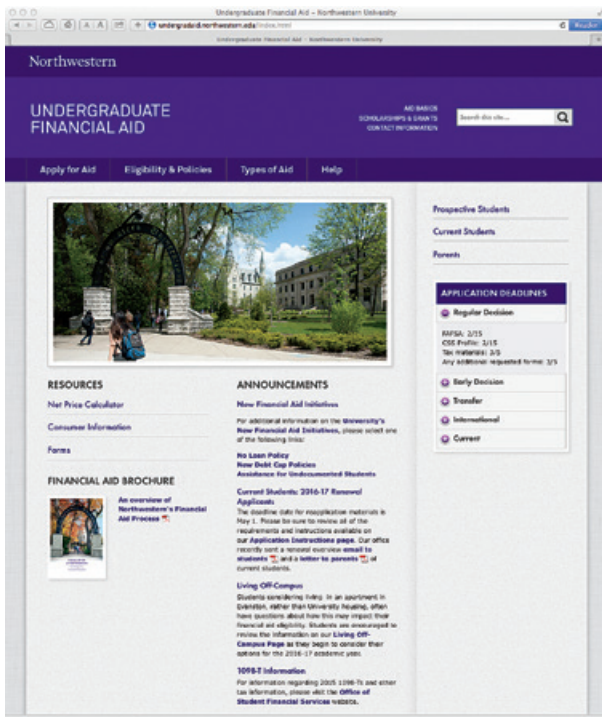 Undergraduate Financial Aid – Northwestern University
undergradaid.northwestern.edu/index.html
Reader
Undergraduate Financial Aid – Northwestern University
Northwestern
UNDERGRADUATE
FINANCIAL AID
AID BASICS
SCHOLARSHIPS & GRANTS
CONTACT INFORMATION
Search this site...
Apply for Aid
Eligibility & Policies
Types of Aid
Help
Prospective Students
Current Students
Parents
APPLICATION DEADLINES
Regular Decision
FAFSA: 2/15
CSS Profile: 2/15
Tax materials: 3/5
Any additional requested forms: 3/5
Early Decision
Transfer
International
Current
RESOURCES
Net Price Calculator
Consumer Information
Forms
FINANCIAL AID BROCHURE
An overview of
Northwestern's Financial
Aid Process
ANNOUNCEMENTS
New Financial Aid Initiatives
For additional information on the University's
New Financial Aid Initiatives, please select one
of the following links:
No Loan Policy
New Debt Cap Policies
Assistance for Undocumented Students
Current Students: 2016-17 Renewal
Applicants
The deadline date for reapplication materials is
May 1. Please be sure to review all of the
requirements and instructions available on
our Application Instructions page. Our office
recently sent a renewal overview email to
students and a letter to parents of
current students.
Living Off-Campus
Students considering living in an apartment in
Evanston, rather than University housing, often
have questions about how this may impact their
financial aid eligibility. Students are encouraged to
review the information on our Living Off-
Campus Page as they begin to consider their
options for the 2016-17 academic year.
1098-T Information
For information regarding 2015 1098-Ts and other
tax information, please visit the Office of
Student Financial Services website.